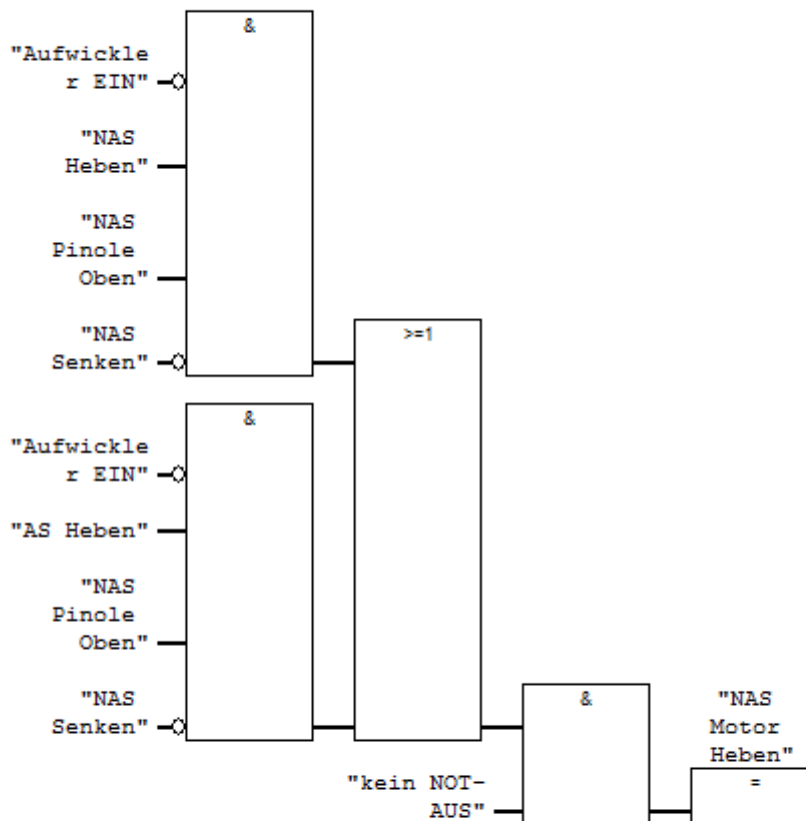 &
"Aufwickle
r EIN"
"NAS
Heben"
"NAS
Pinole
Oben"
"NAS
Senken"
>=1
&
"Aufwickle
r EIN"
"AS Heben"
"NAS
Pinole
Oben"
"NAS
Senken"
&
"kein NOT-
AUS"
"NAS
Motor
Heben"
=